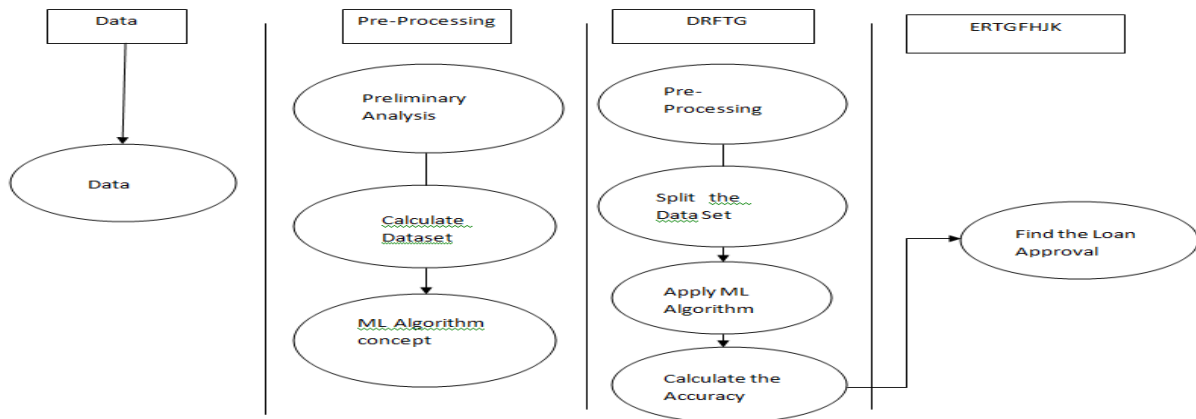 Data
Data
Pre-Processing
Preliminary
Analysis
Calculate
Dataset
ML Algorithm
concept
DRFTG
Pre-
Processing
Split the
Data Set
Apply ML
Algorithm
Calculate the
Accuracy
ERTGFHJK
Find the Loan
Approval